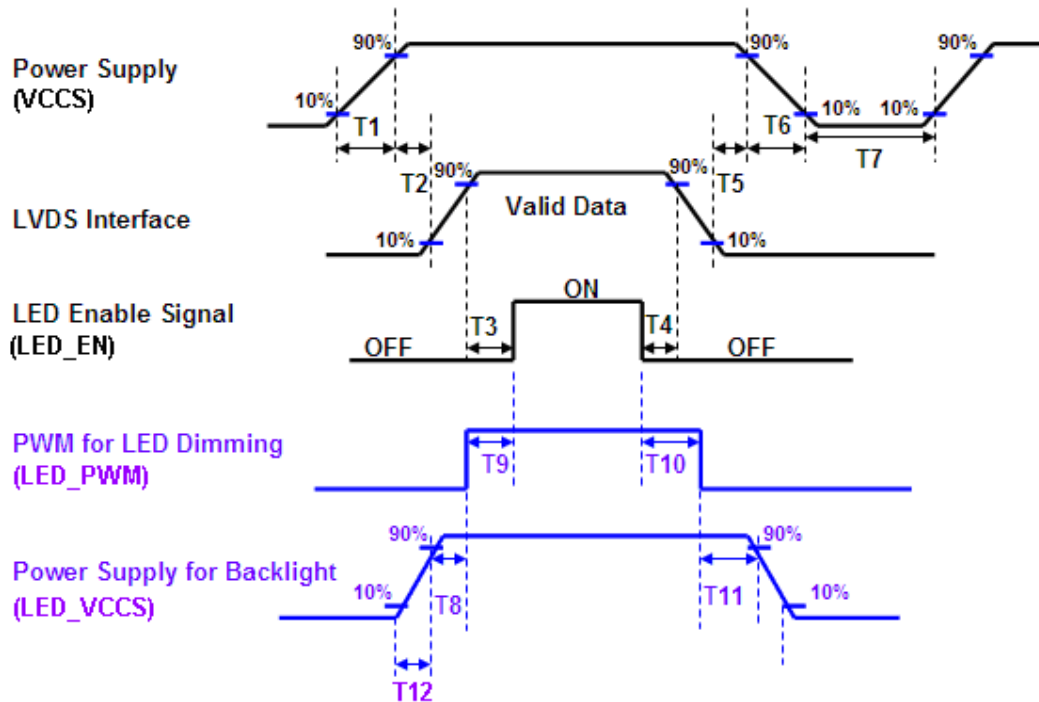 90%
90%
90%
Power Supply
(VCCS)
10%
10%
10%
10%
T1
T6
T7
T2
T5
90%
90%
Valid Data
LVDS Interface
10%
10%
ON
LED Enable Signal
(LED_EN)
T3
T4
OFF
OFF
PWM for LED Dimming
(LED_PWM)
T9
T10
90%
90%
Power Supply for Backlight
(LED_VCCS)
10%
10%
T8
T11
T12